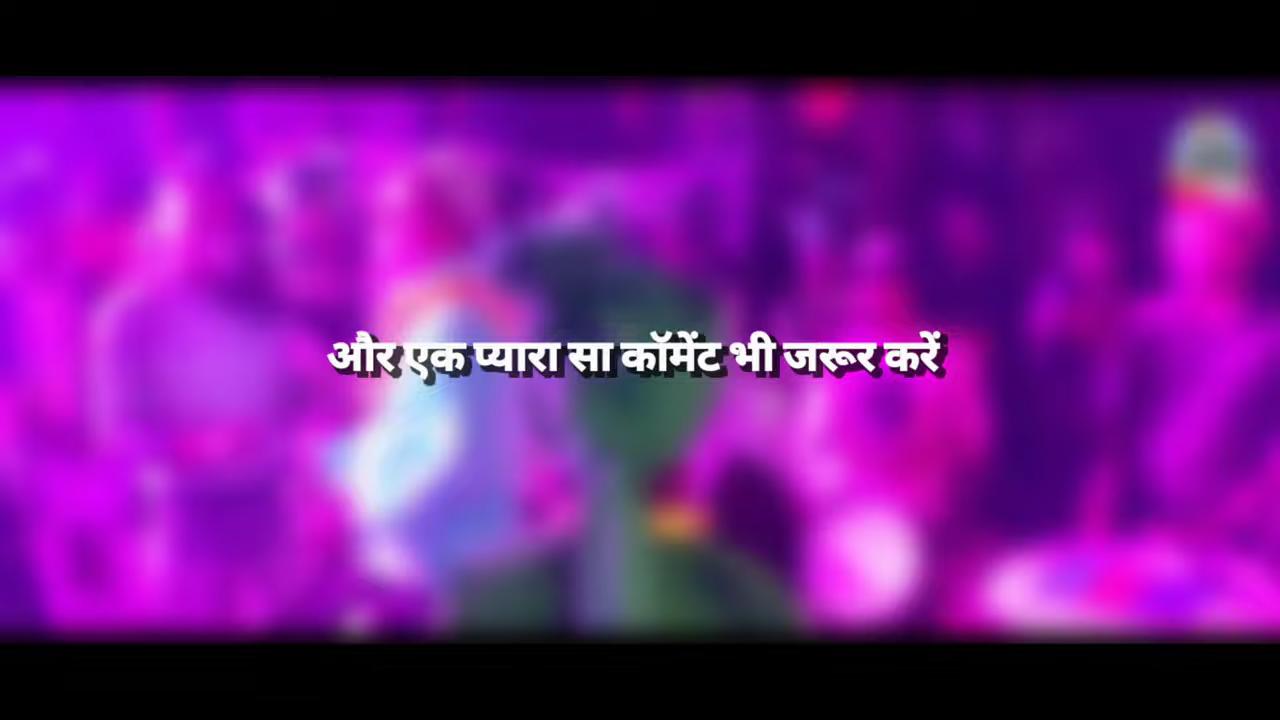 और एक प्यारा सा कॉमेंट भी जरूर करें